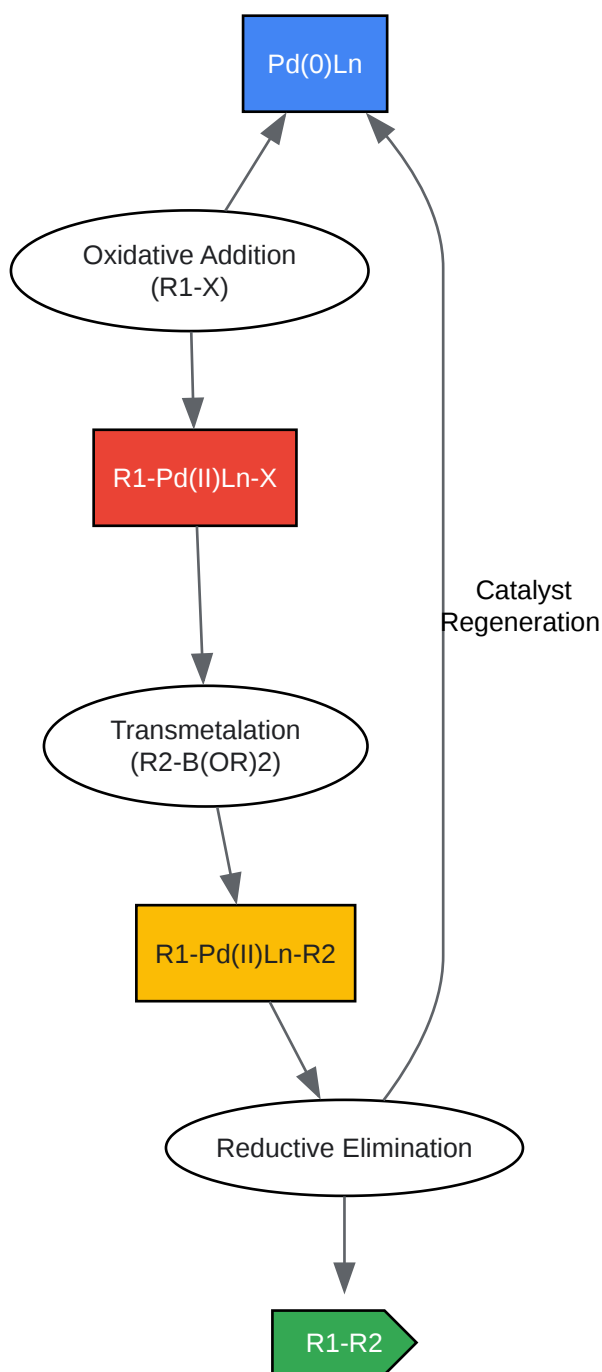 Pd(0)Ln
Oxidative Addition
(R1-X)
R1-Pd(II)Ln-X
Catalyst
Regeneration
Transmetalation
(R2-B(OR)2)
R1-Pd(II)Ln-R2
Reductive Elimination
R1-R2